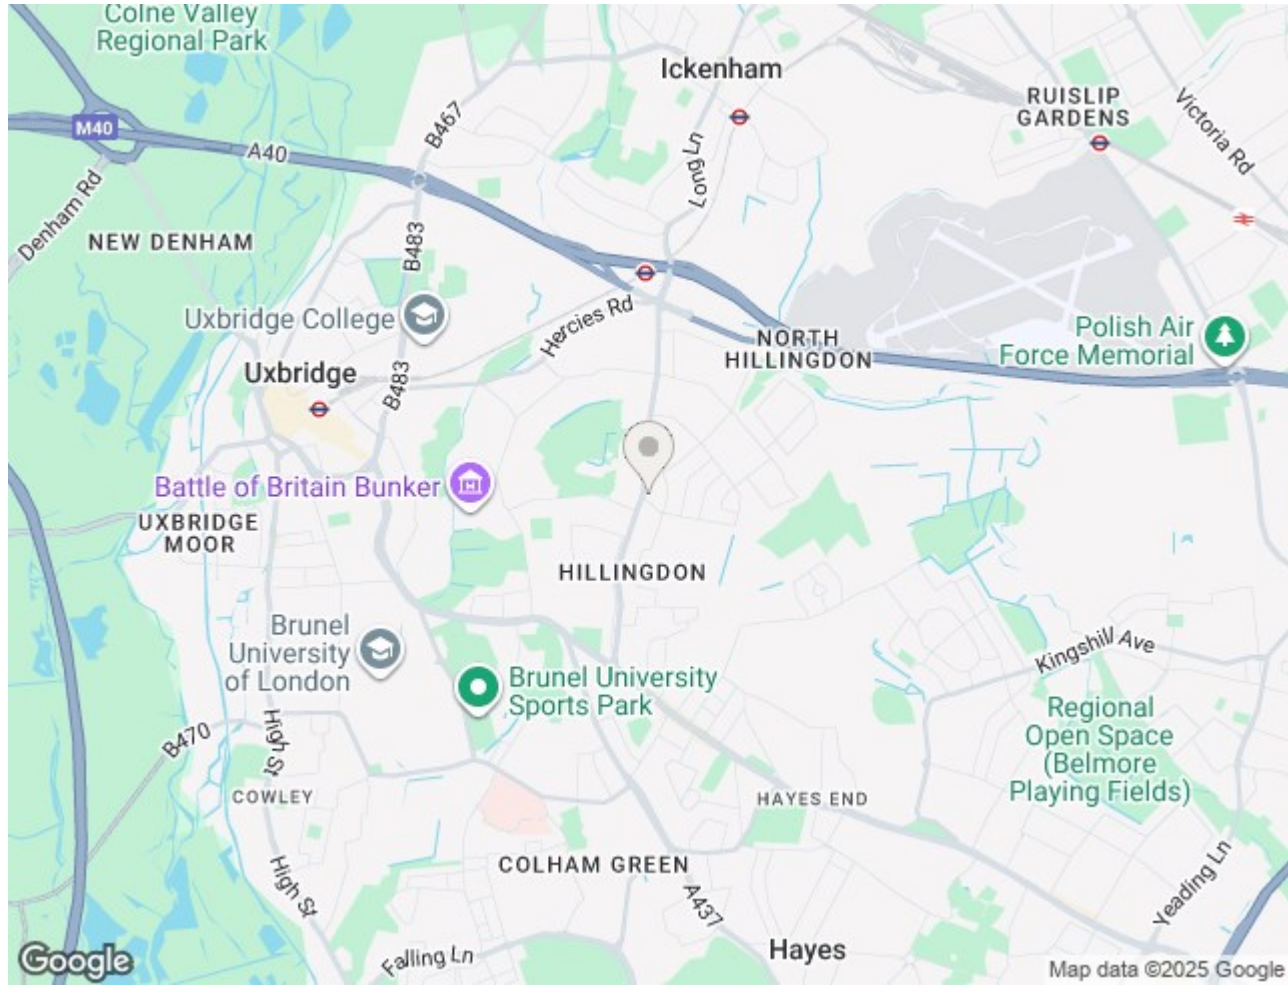 Colne Valley
Regional Park
Ickenham
RUISLIP
GARDENS
Victoria Rd
M40
B467
A40
Long Ln
Denham Rd
NEW DENHAM
B483
Uxbridge College
Hercies Rd
NORTH
HILLINGDON
Polish Air
Force Memorial
Uxbridge
B483
Battle of Britain Bunker
UXBRIDGE
MOOR
HILLINGDON
Brunel
University
of London
Kingshill Ave
Brunel University
Sports Park
Regional
Open Space
(Belmore
Playing Fields)
High St
B470
COWLEY
HAYES END
COLHAM GREEN
High St
A437
Yeading Ln
Falling Ln
Hayes
Google
Map data ©2025 Google